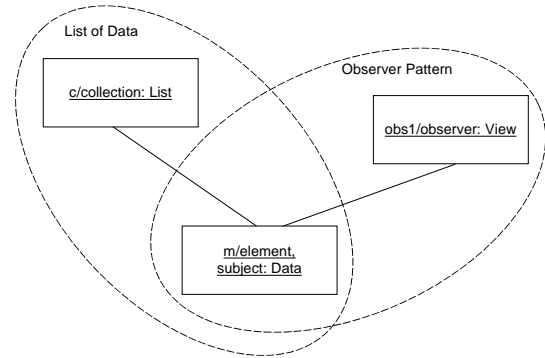 List of Data
Observer Pattern
c/collection: List
obs1/observer: View
m/element,
subject: Data